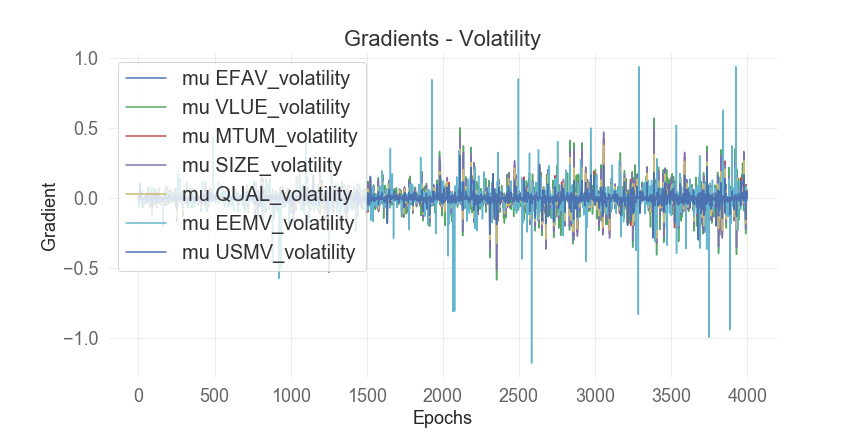 Gradients - Volatility
1.0
0.5
0.0
−0.5
−1.0
Gradient
mu EFAV_volatility
mu VLUE_volatility
mu MTUM_volatility
mu SIZE_volatility
mu QUAL_volatility
mu EEMV_volatility
mu USMV_volatility
0 500 1000 1500 2000 2500 3000 3500 4000
Epochs